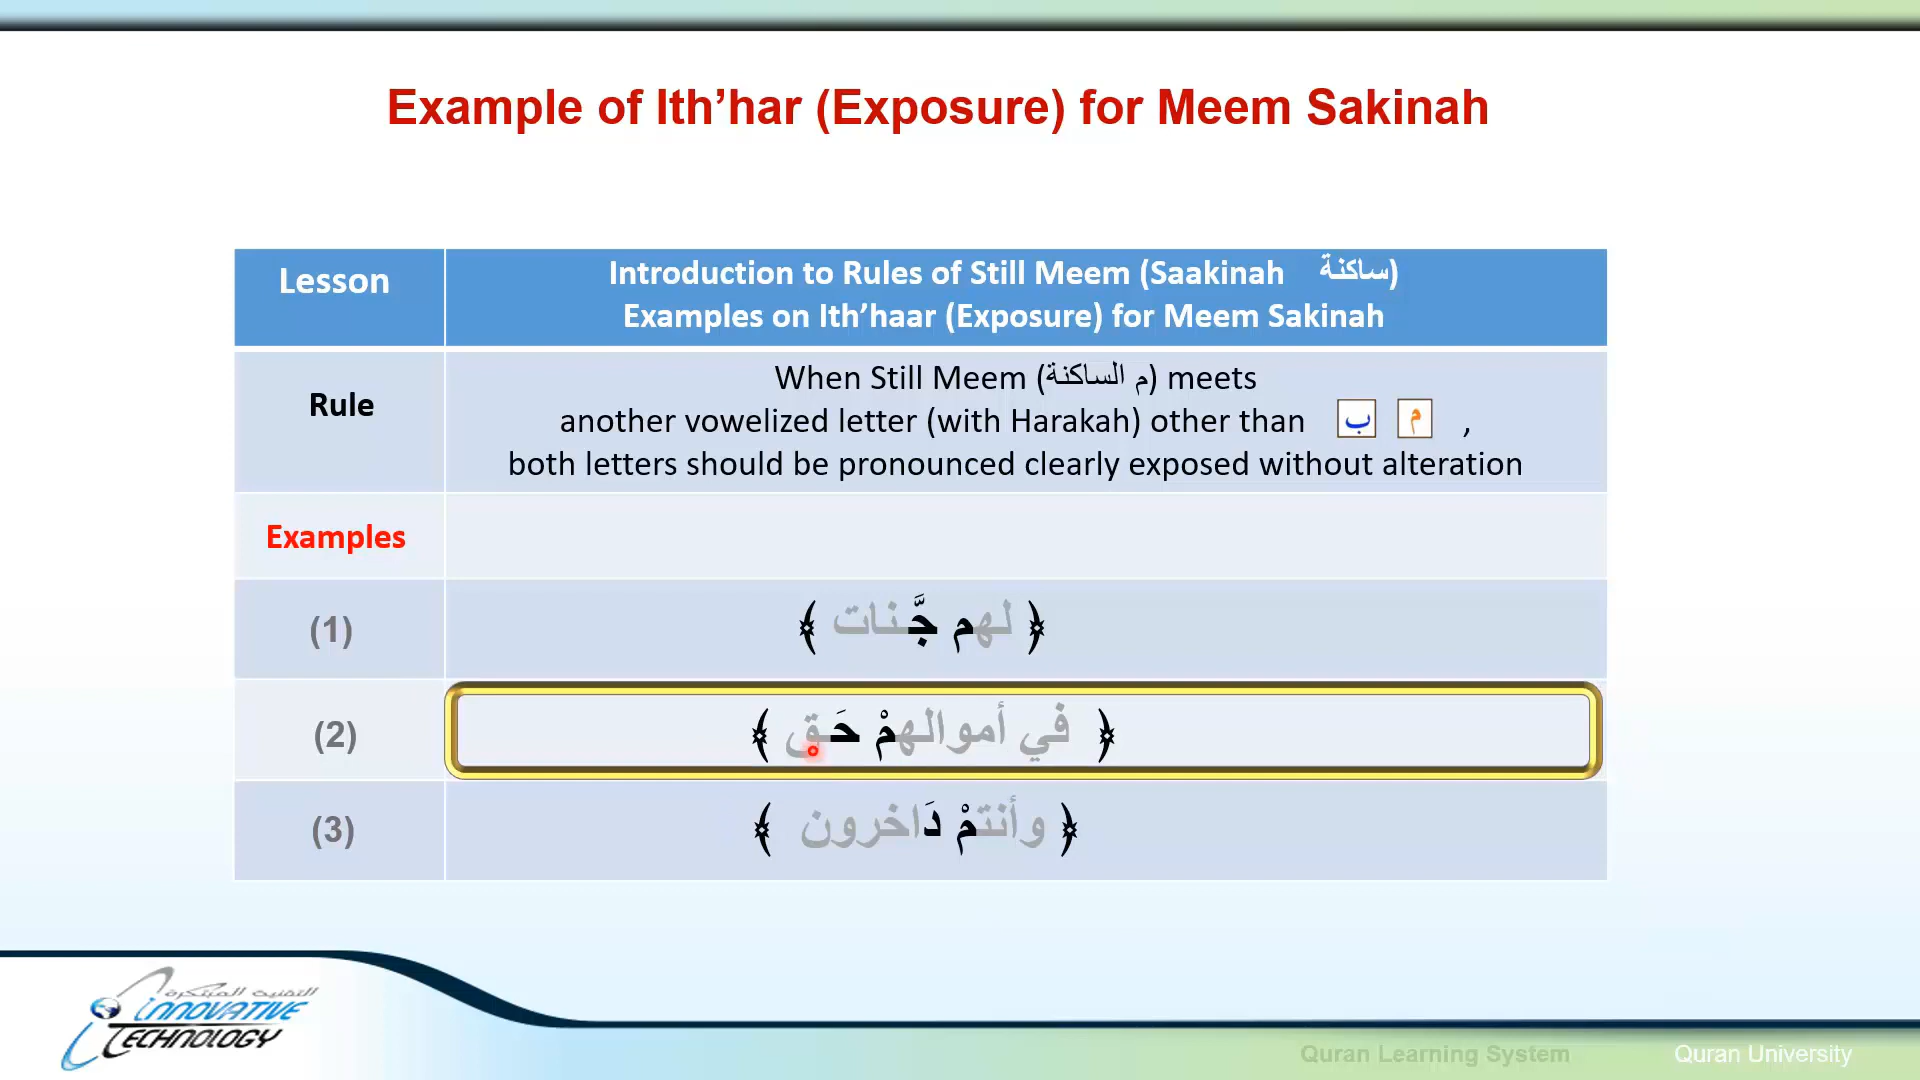 Example of Ith’har (Exposure) for Meem Sakinah
Lesson
Introduction to Rules of Still Meem (Saakinah ساكنة)
Examples on Ith’haar (Exposure) for Meem Sakinah
Rule
When Still Meem (م الساكنة) meets
another vowelized letter (with Harakah) other than ب م ,
both letters should be pronounced clearly exposed without alteration
Examples
(1)
﴿ لهم جَّنات ﴾
(2)
﴿ في أموالهمْ حَق ﴾
(3)
﴿ وأنتمْ دَاخرون ﴾
التقنية المبتكرة
INNOVATIVE
TECHNOLOGY
Quran Learning System
Quran University